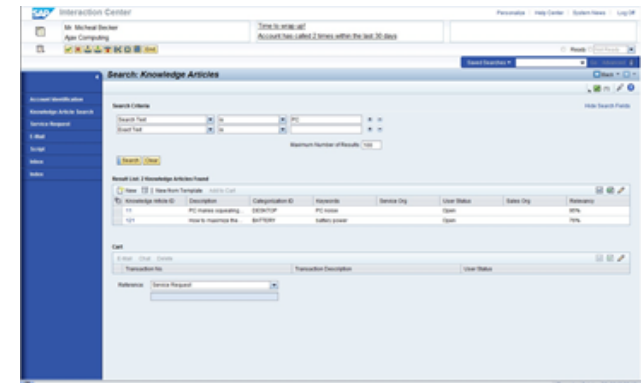 SAP Interaction Center
Personalize Help Center System News Log Off
Mr. Micheal Becker
Ajax Computing
Time to wrap up!
Account has called 2 times within the last 30 days
End
Ready
Saved Searches
Advanced
Search: Knowledge Articles
Back
Account Identification
Knowledge Article Search
Service Request
E-Mail
Script
Inbox
Index
Search Criteria
Hide Search Fields
Search Text is PC
Exact Text is
Maximum Number of Results 100
Search Clear
Result List: 2 Knowledge Articles Found
New New from Template Add to Cart
Knowledge Article ID Description Categorization ID Keywords Service Org User Status Sales Org Relevancy
11 PC makes squealing... DESKTOP PC noise Open 85%
121 How to maximize the... BATTERY battery power Open 76%
Cart
E-Mail Chat Delete
Transaction No. Transaction Description User Status
Reference: Service Request